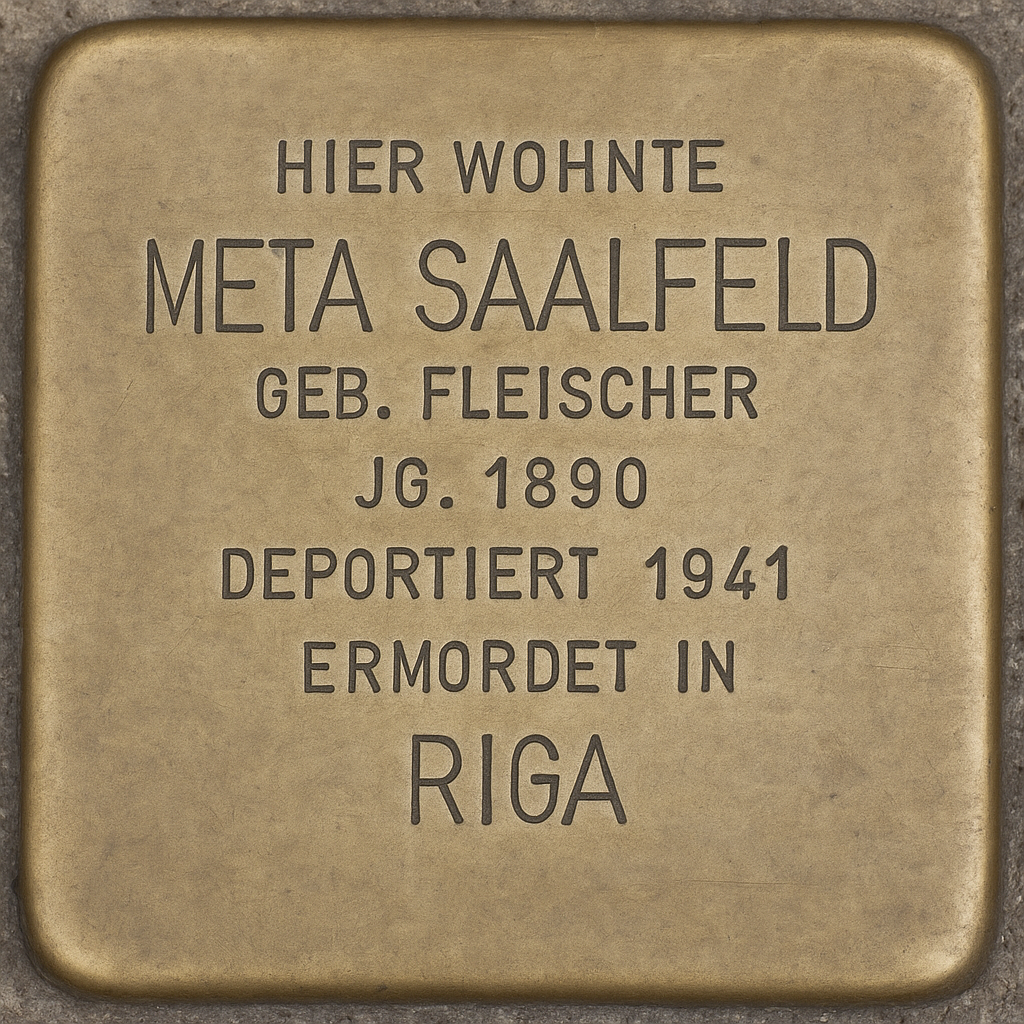 HIER WOHNTE
META SAALFELD
GEB. FLEISCHER
JG. 1890
DEPORTIERT 1941
ERMORDET IN
RIGA